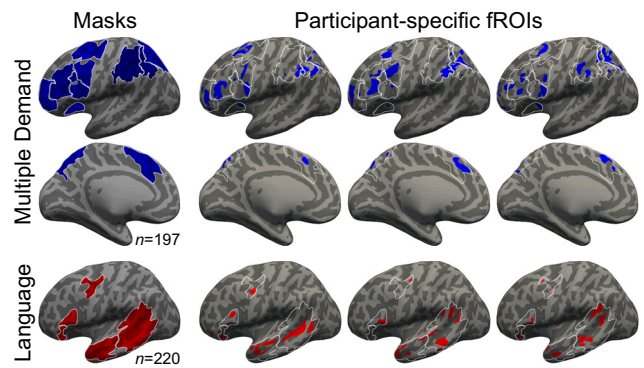 Masks
Participant-specific fROIs
Multiple Demand
n=197
Language
n=220